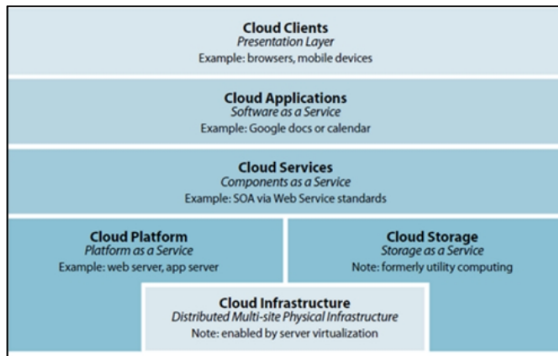 Cloud Clients
Presentation Layer
Example: browsers, mobile devices
Cloud Applications
Software as a Service
Example: Google docs or calendar
Cloud Services
Components as a Service
Example: SOA via Web Service standards
Cloud Platform
Platform as a Service
Example: web server, app server
Cloud Storage
Storage as a Service
Note: formerly utility computing
Cloud Infrastructure
Distributed Multi-site Physical Infrastructure
Note: enabled by server virtualization